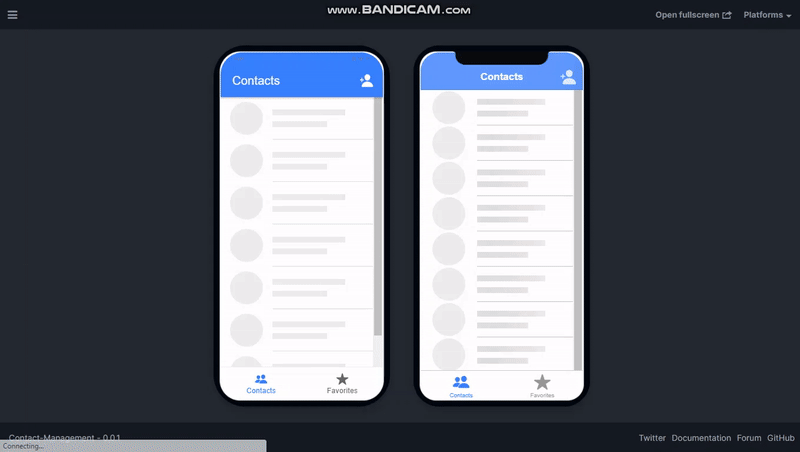 www.BANDICAM.com
Open fullscreen
Platforms
Contacts
Contacts
Favorites
Contacts
Contacts
Favorites
Contact-Management - 0.0.1
Connecting...
Twitter Documentation Forum GitHub